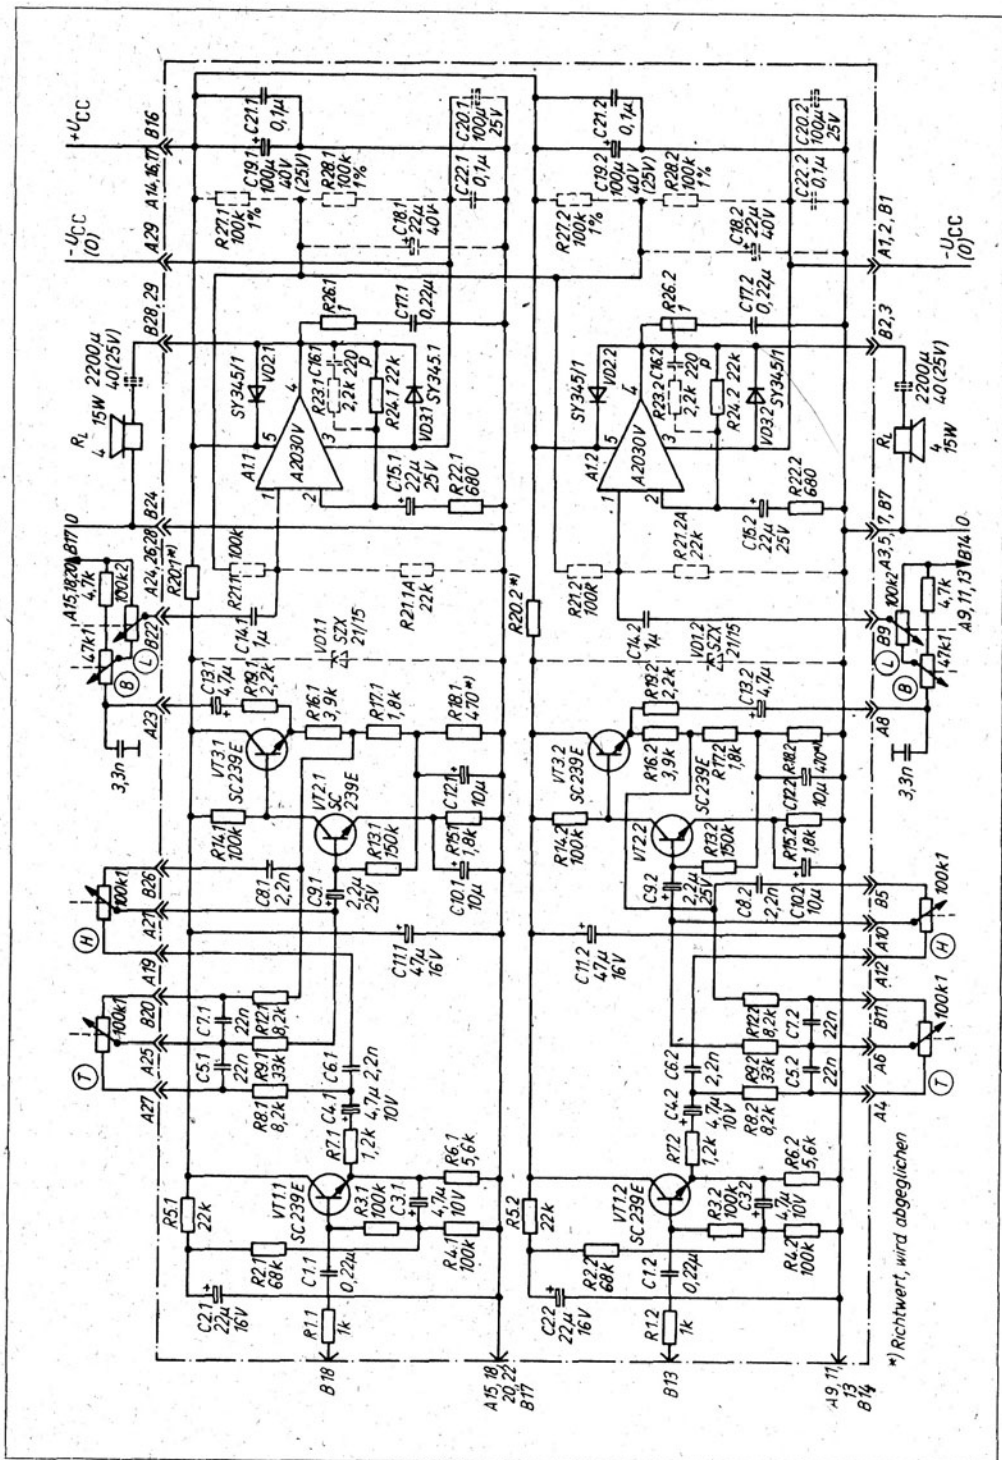 +UCC
B16
A14,16,17
-UCC
(0)
A29
B28,29
2200µ
40(25V)
RL
4
15W
0
B24
A24,26,28
B17
A15,18,20
4,7k
100k2
B22
L
47k1
B
A23
3,3n
100k1
B26
A21
H
A19
100k1
B20
A25
T
A27
C21.1
0,1µ
C19.1
100µ
40V
(25V)
R28.1
100k
1%
C20.1
100µ
25V
C22.1
0,1µ
R27.1
100k
1%
C18.1
22µ
40V
R26.1
1
C17.1
0,22µ
SY345/1
VD2.1
C16.1
220
p
R23.1
2,2k
R24.1 22k
VD3.1
SY345.1
A1.1
5
4
A2030V
3
1
2
C15.1
22µ
25V
R22.1
680
R20.1*)
R21.1
100k
R21.1A
22k
C14.1
1µ
VD1.1
SZX
21/15
C13.1
4,7µ
R19.1
2,2k
R16.1
3,9k
R17.1
1,8k
R18.1
470*)
VT3.1
SC239E
VT2.1
SC
239E
C12.1
10µ
R14.1
100k
R13.1
150k
R15.1
1,8k
C8.1
2,2n
C9.1
2,2µ
25V
C10.1
10µ
C11.1
47µ
16V
C7.1
22n
R12.1
8,2k
C5.1
22n
R9.1
33k
C6.1
2,2n
R8.1
8,2k
C4.1
4,7µ
10V
R7.1
1,2k
R5.1
22k
VT1.1
SC239E
R6.1
5,6k
R3.1
100k
C3.1
4,7µ
10V
R4.1
100k
R2.1
68k
C1.1
0,22µ
C2.1
22µ
16V
R1.1
1k
B18
A15,18,
20,22
B17
C21.2
0,1µ
C19.2
100µ
40V
(25V)
R28.2
100k
1%
C20.2
100µ
25V
C22.2
0,1µ
R27.2
100k
1%
C18.2
22µ
40V
R26.2
1
C17.2
0,22µ
SY345/1
VD2.2
C16.2
220
p
R23.2
2,2k
R24.2 22k
VD3.2
SY345/1
A1.2
5
4
A2030V
3
1
2
C15.2
22µ
25V
R22.2
680
R20.2*)
R21.2
100k
R21.2A
22k
C14.2
1µ
VD1.2
SZX
21/15
R19.2
2,2k
C13.2
4,7µ
VT3.2
SC239E
R16.2
3,9k
SC239E
R17.2
1,8k
R18.2
470*)
C12.2
10µ
R14.2
100k
VT2.2
R13.2
150k
R15.2
1,8k
C9.2
2,2µ
25V
C8.2
2,2n
C10.2
10µ
C11.2
47µ
16V
R12.2
8,2k
C7.2
22n
C6.2
2,2n
R9.2
33k
C5.2
22n
C4.2
4,7µ
10V
R8.2
8,2k
R7.2
1,2k
R5.2
22k
VT1.2
SC239E
R6.2
5,6k
R3.2
100k
C3.2
4,7µ
10V
R4.2
100k
R2.2
68k
C1.2
0,22µ
C2.2
22µ
16V
R1.2
1k
B13
A9,11,
13
B14
A1,2,B1
-UCC
(0)
B2,3
2200µ
40(25V)
RL
4
15W
A3,5,7,B7
0
B14
A9,11,13
100k2
B9
L
4,7k
47k1
B
A8
3,3n
B5
100k1
A10
H
A12
B11
100k1
A6
T
A4
*) Richtwert, wird abgeglichen